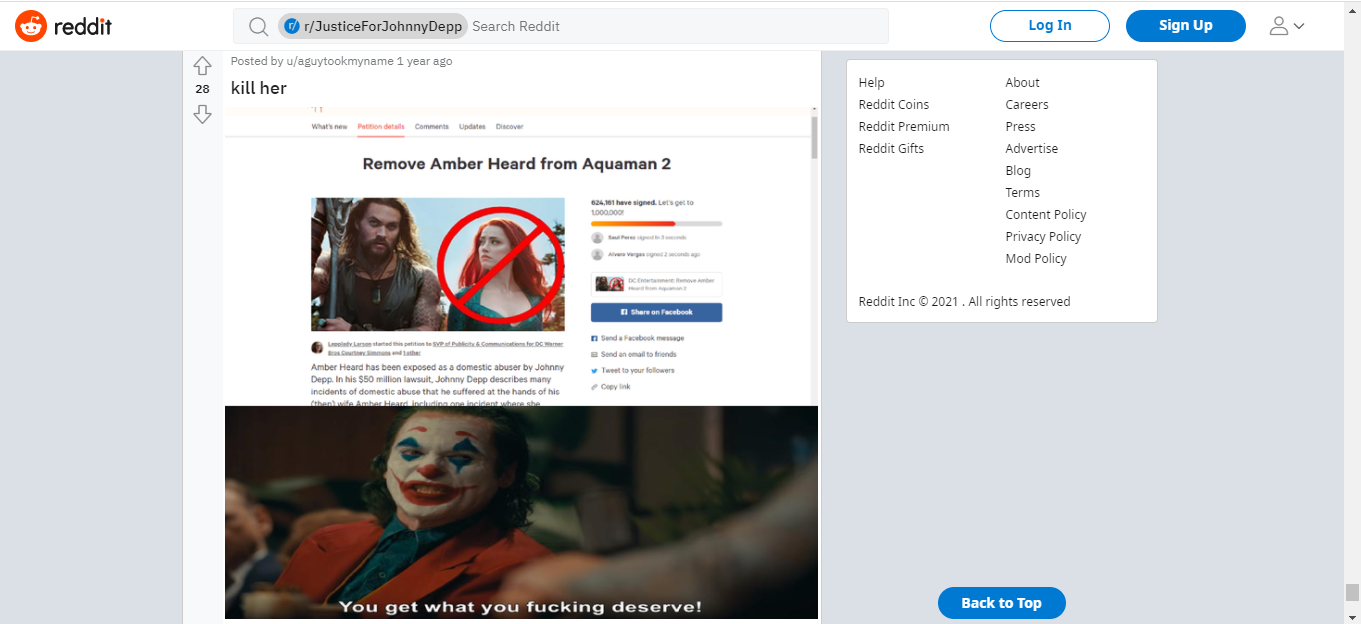 reddit
r/JusticeForJohnnyDepp Search Reddit
Log In
Sign Up
Posted by u/aguytookmyname 1 year ago
28
kill her
What's new Petition details Comments Updates Discover
Remove Amber Heard from Aquaman 2
624,161 have signed. Let's get to
1,000,000!
Saul Perez signed in 3 seconds
Alvaro Vargas signed 2 seconds ago
DC Entertainment: Remove Amber
Heard from Aquaman 2
Share on Facebook
Send a Facebook message
Send an email to friends
Tweet to your followers
Copy link
Larson started this petition to SVP of Publicity & Communications for DC Warner
Bros Courtney Simmons and 1 other
Amber Heard has been exposed as a domestic abuser by Johnny
Depp. In his $50 million lawsuit, Johnny Depp describes many
incidents of domestic abuse that he suffered at the hands of his
(then) wife Amber Heard, including one incident where she
You get what you fucking deserve!
Help
Reddit Coins
Reddit Premium
Reddit Gifts
About
Careers
Press
Advertise
Blog
Terms
Content Policy
Privacy Policy
Mod Policy
Reddit Inc © 2021 . All rights reserved
Back to Top